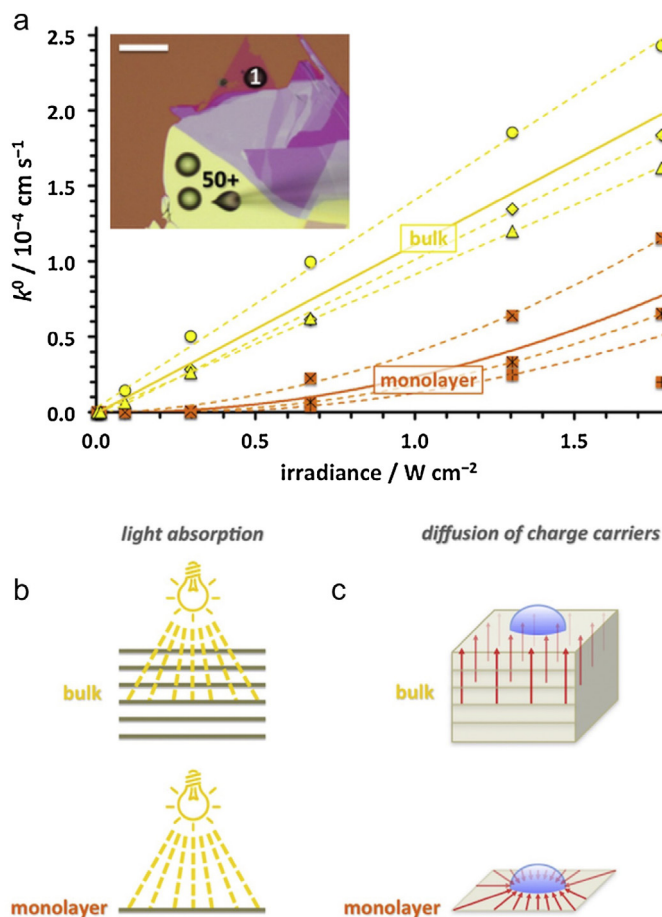 a
2.5
2.0
1.5
1.0
0.5
0.0
k⁰ / 10⁻⁴ cm s⁻¹
1
50+
bulk
monolayer
0.0 0.5 1.0 1.5
irradiance / W cm⁻²
light absorption diffusion of charge carriers
b c
bulk bulk
monolayer monolayer